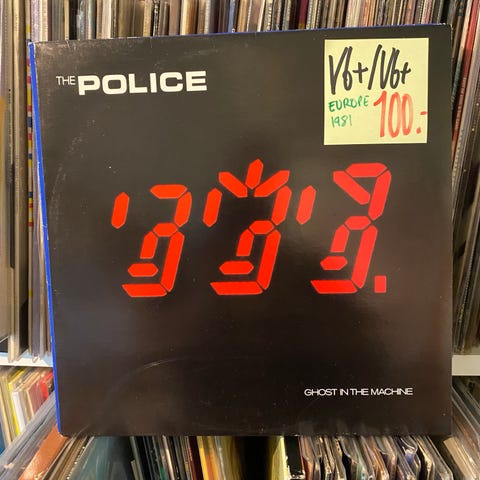 THE POLICE
VG+/VG+
EUROPE
1981
100:-
GHOST IN THE MACHINE